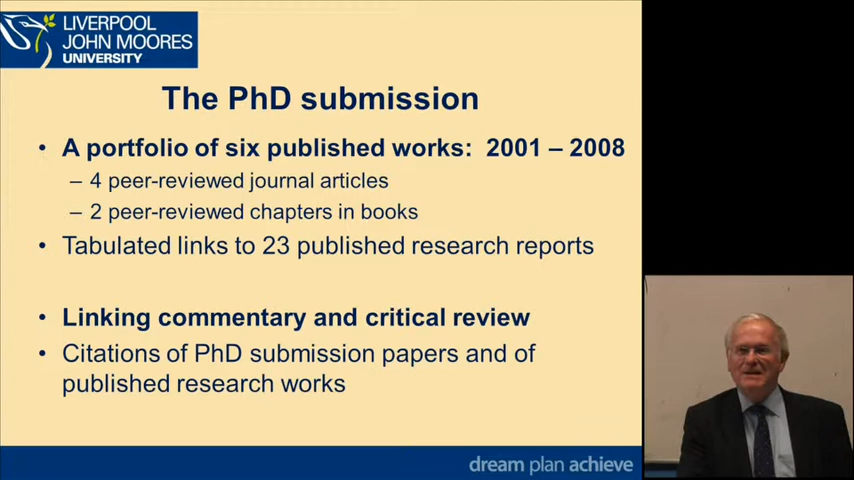 LIVERPOOL
JOHN MOORES
UNIVERSITY
The PhD submission
• A portfolio of six published works: 2001 – 2008
– 4 peer-reviewed journal articles
– 2 peer-reviewed chapters in books
• Tabulated links to 23 published research reports
• Linking commentary and critical review
• Citations of PhD submission papers and of
published research works
dream plan achieve